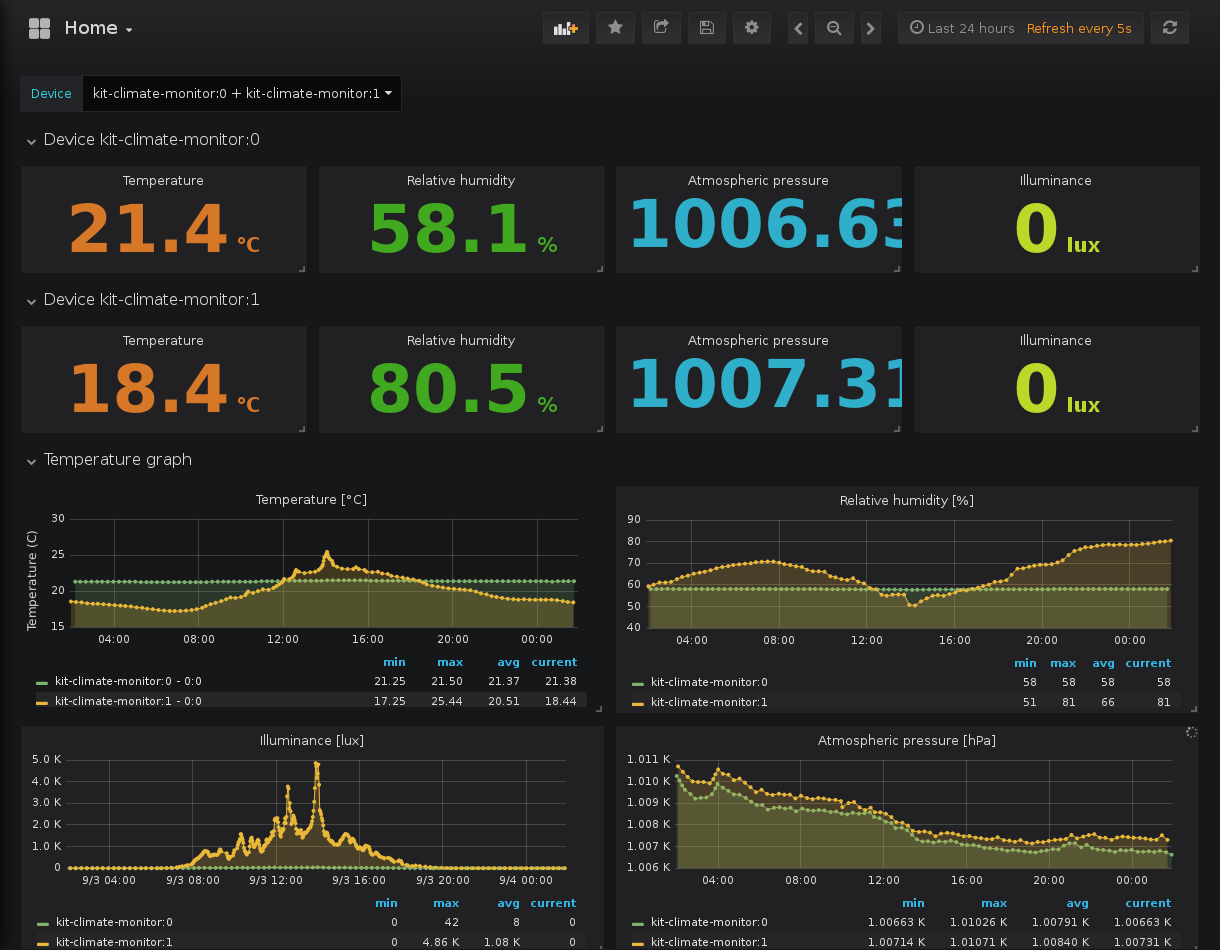 Home
Last 24 hours Refresh every 5s
Device kit-climate-monitor:0 + kit-climate-monitor:1
Device kit-climate-monitor:0
Temperature Relative humidity Atmospheric pressure Illuminance
21.4 °C 58.1 % 1006.63 0 lux
Device kit-climate-monitor:1
Temperature Relative humidity Atmospheric pressure Illuminance
18.4 °C 80.5 % 1007.31 0 lux
Temperature graph
Temperature [°C]
Temperature (C)
30
25
20
15
04:00 08:00 12:00 16:00 20:00 00:00
min max avg current
kit-climate-monitor:0 - 0:0 21.25 21.50 21.37 21.38
kit-climate-monitor:1 - 0:0 17.25 25.44 20.51 18.44
Relative humidity [%]
90
80
70
60
50
40
04:00 08:00 12:00 16:00 20:00 00:00
min max avg current
kit-climate-monitor:0 58 58 58 58
kit-climate-monitor:1 51 81 66 81
Illuminance [lux]
5.0 K
4.0 K
3.0 K
2.0 K
1.0 K
0
9/3 04:00 9/3 08:00 9/3 12:00 9/3 16:00 9/3 20:00 9/4 00:00
min max avg current
kit-climate-monitor:0 0 42 8 0
kit-climate-monitor:1 0 4.86 K 1.08 K 0
Atmospheric pressure [hPa]
1.011 K
1.010 K
1.009 K
1.008 K
1.007 K
1.006 K
04:00 08:00 12:00 16:00 20:00 00:00
min max avg current
kit-climate-monitor:0 1.00663 K 1.01026 K 1.00791 K 1.00663 K
kit-climate-monitor:1 1.00714 K 1.01071 K 1.00840 K 1.00731 K